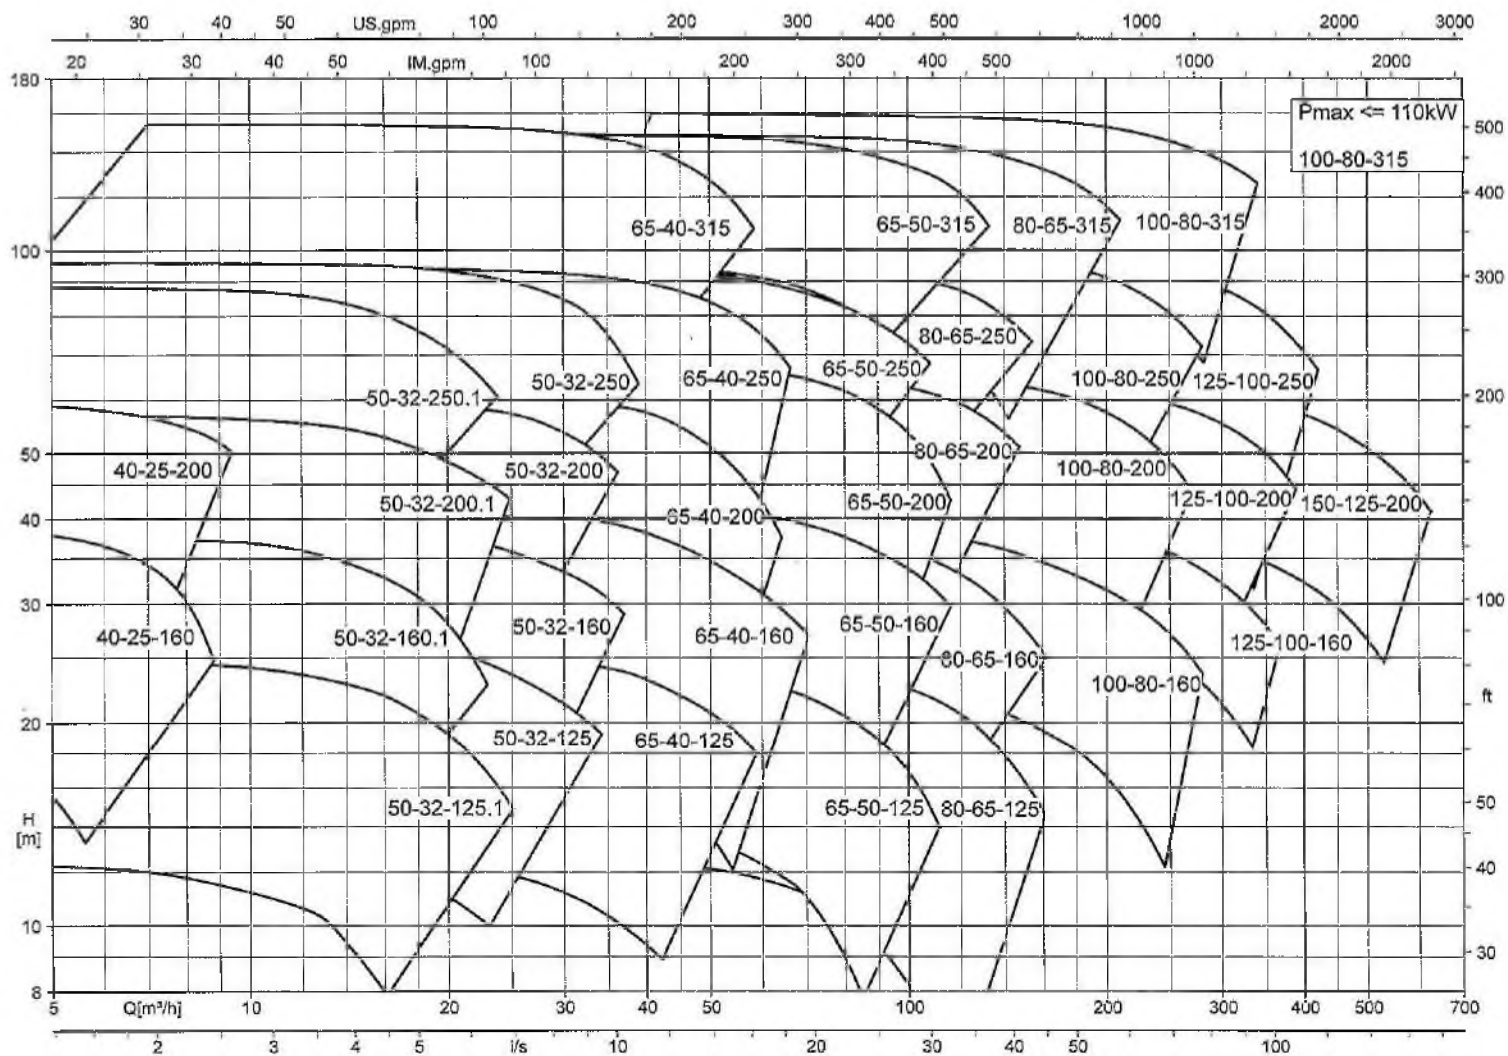 30 40 50 US.gpm 100 200 300 400 500 1000 2000 3000
20 30 40 50 IM.gpm 100 200 300 400 500 1000 2000
180
Pmax <= 110kW
100-80-315
500
400
65-40-315 65-50-315 80-65-315 100-80-315
100
300
80-65-250
50-32-250.1 50-32-250 65-40-250 65-50-250 100-80-250 125-100-250
200
50
40-25-200 50-32-200 80-65-200 100-80-200
50-32-200.1 65-40-200 65-50-200 125-100-200 150-125-200
40
30
100
40-25-160 50-32-160.1 50-32-160 65-40-160 65-50-160 80-65-160 125-100-160
100-80-160
ft
20
50-32-125 65-40-125
50-32-125.1 65-50-125 80-65-125
50
H
[m]
40
10
30
8
5 Q[m³/h] 10 20 30 40 50 100 200 300 400 500 700
2 3 4 5 l/s 10 20 30 40 50 100